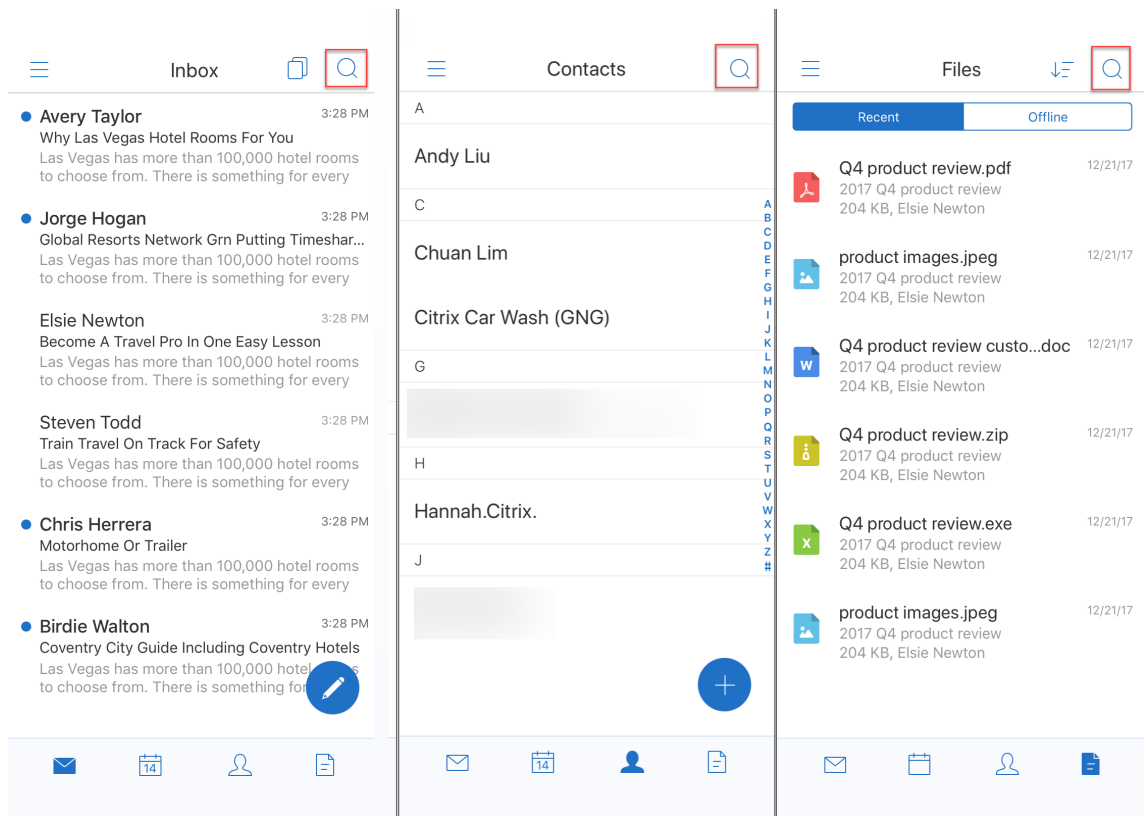 Inbox
Avery Taylor 3:28 PM
Why Las Vegas Hotel Rooms For You
Las Vegas has more than 100,000 hotel rooms
to choose from. There is something for every
Jorge Hogan 3:28 PM
Global Resorts Network Grn Putting Timeshar...
Las Vegas has more than 100,000 hotel rooms
to choose from. There is something for every
Elsie Newton 3:28 PM
Become A Travel Pro In One Easy Lesson
Las Vegas has more than 100,000 hotel rooms
to choose from. There is something for every
Steven Todd 3:28 PM
Train Travel On Track For Safety
Las Vegas has more than 100,000 hotel rooms
to choose from. There is something for every
Chris Herrera 3:28 PM
Motorhome Or Trailer
Las Vegas has more than 100,000 hotel rooms
to choose from. There is something for every
Birdie Walton 3:28 PM
Coventry City Guide Including Coventry Hotels
Las Vegas has more than 100,000 hotel
to choose from. There is something for
14
Contacts
A
Andy Liu
C
Chuan Lim
Citrix Car Wash (GNG)
G
H
Hannah.Citrix.
J
A
B
C
D
E
F
G
H
I
J
K
L
M
N
O
P
Q
R
S
T
U
V
W
X
Y
Z
#
14
Files
Recent Offline
Q4 product review.pdf 12/21/17
2017 Q4 product review
204 KB, Elsie Newton
product images.jpeg 12/21/17
2017 Q4 product review
204 KB, Elsie Newton
W
Q4 product review custo...doc 12/21/17
2017 Q4 product review
204 KB, Elsie Newton
Q4 product review.zip 12/21/17
2017 Q4 product review
204 KB, Elsie Newton
X
Q4 product review.exe 12/21/17
2017 Q4 product review
204 KB, Elsie Newton
product images.jpeg 12/21/17
2017 Q4 product review
204 KB, Elsie Newton